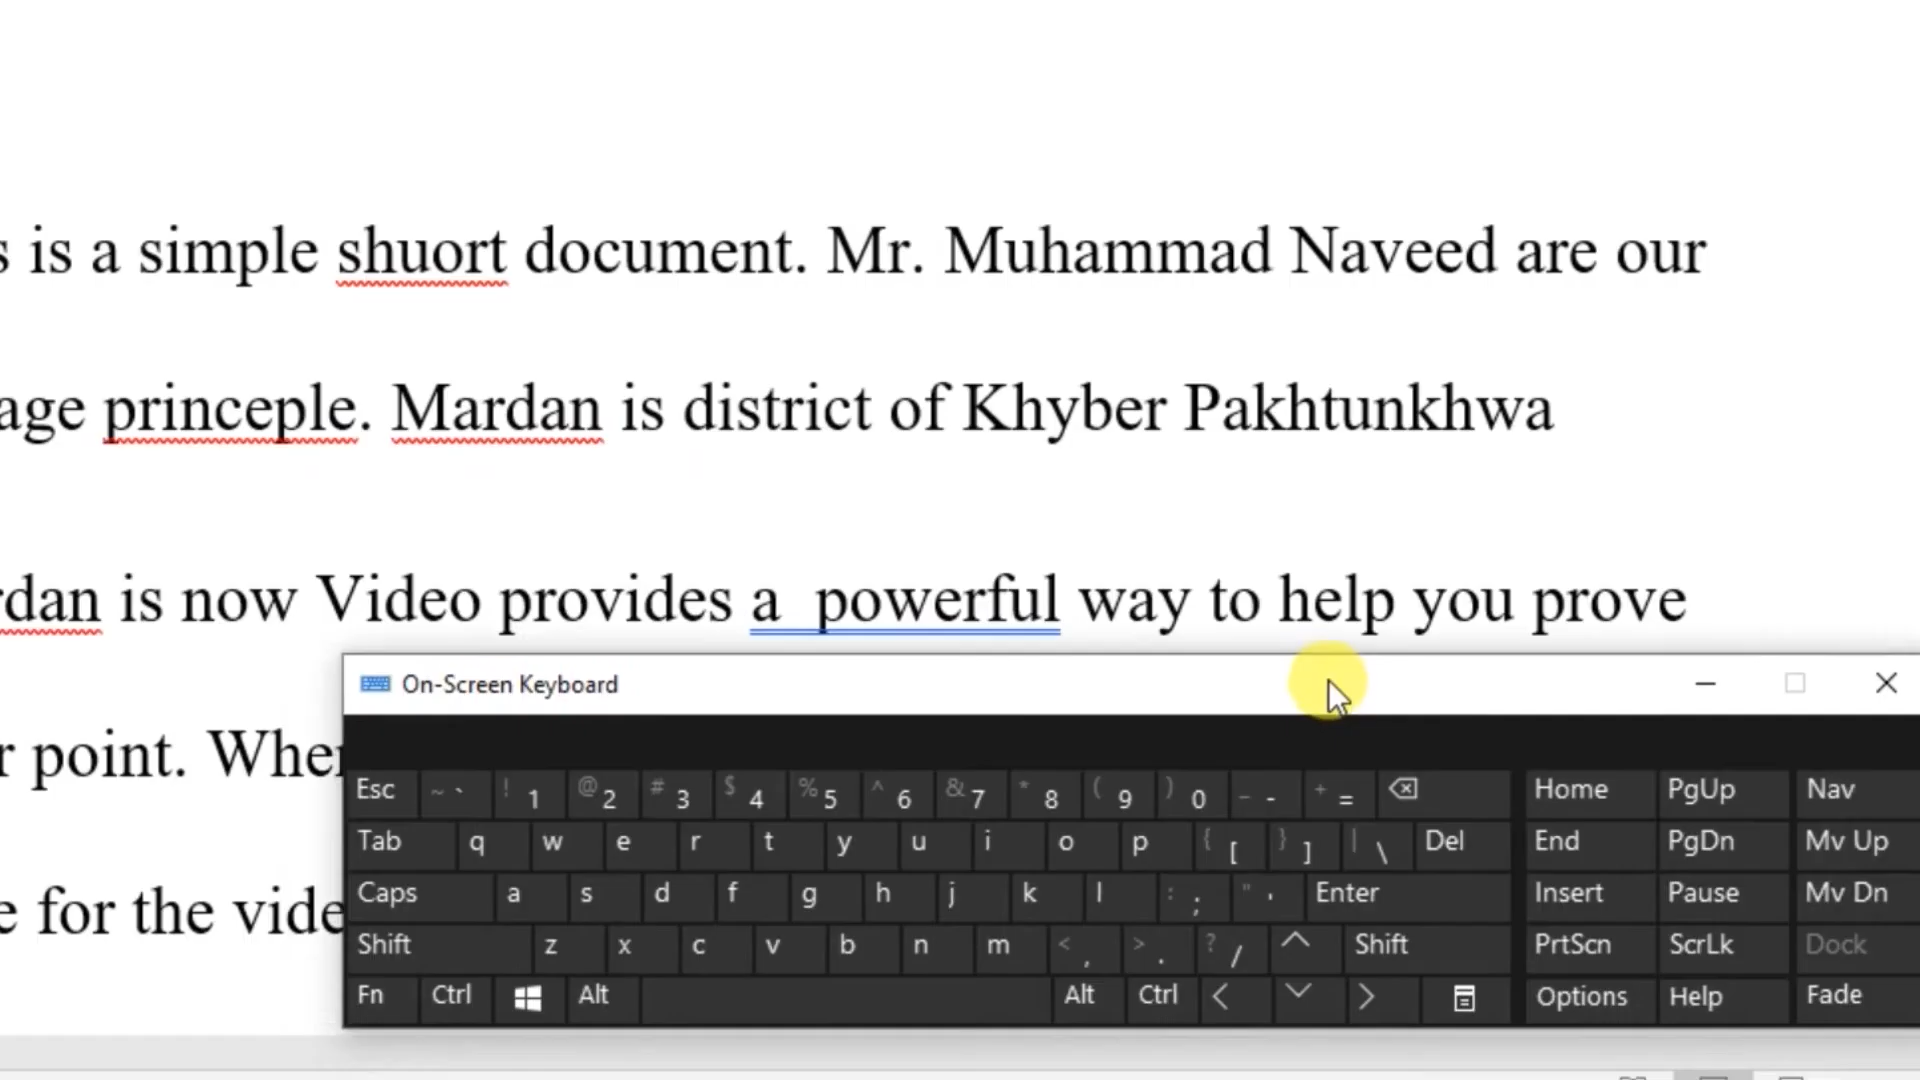 s is a simple shuort document. Mr. Muhammad Naveed are our
age princeple. Mardan is district of Khyber Pakhtunkhwa
rdan is now Video provides a  powerful way to help you prove
On-Screen Keyboard
r point. When
Esc ~ ` ! 1 @ 2 # 3 $ 4 % 5 ^ 6 & 7 * 8 ( 9 ) 0 _ - + = Home PgUp Nav
Tab q w e r t y u i o p { [ } ] | \ Del End PgDn Mv Up
e for the vide
Caps a s d f g h j k l : ; " ' Enter Insert Pause Mv Dn
Shift z x c v b n m < , > . ? / Shift PrtScn ScrLk Dock
Fn Ctrl Alt Alt Ctrl Options Help Fade